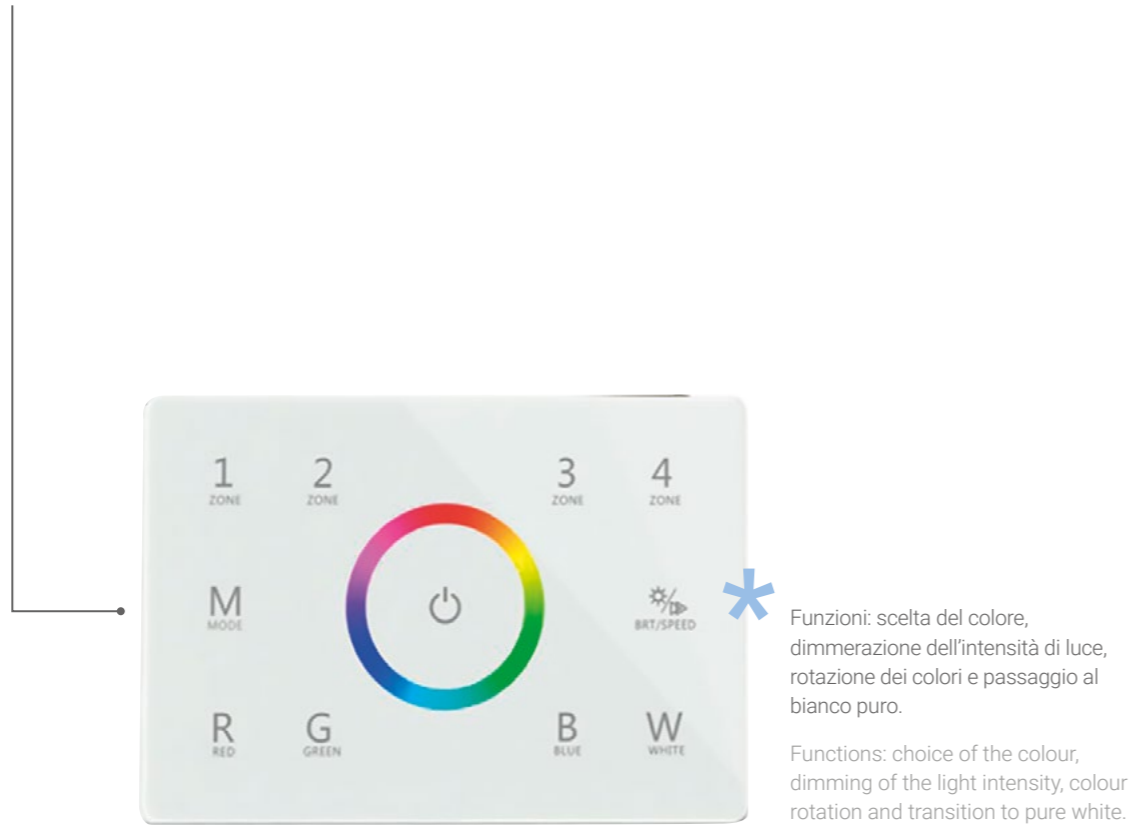 1 2 3 4
ZONE ZONE ZONE ZONE
M
MODE
BRT/SPEED
R G B W
RED GREEN BLUE WHITE
*
Funzioni: scelta del colore,
dimmerazione dell'intensità di luce,
rotazione dei colori e passaggio al
bianco puro.
Functions: choice of the colour,
dimming of the light intensity, colour
rotation and transition to pure white.